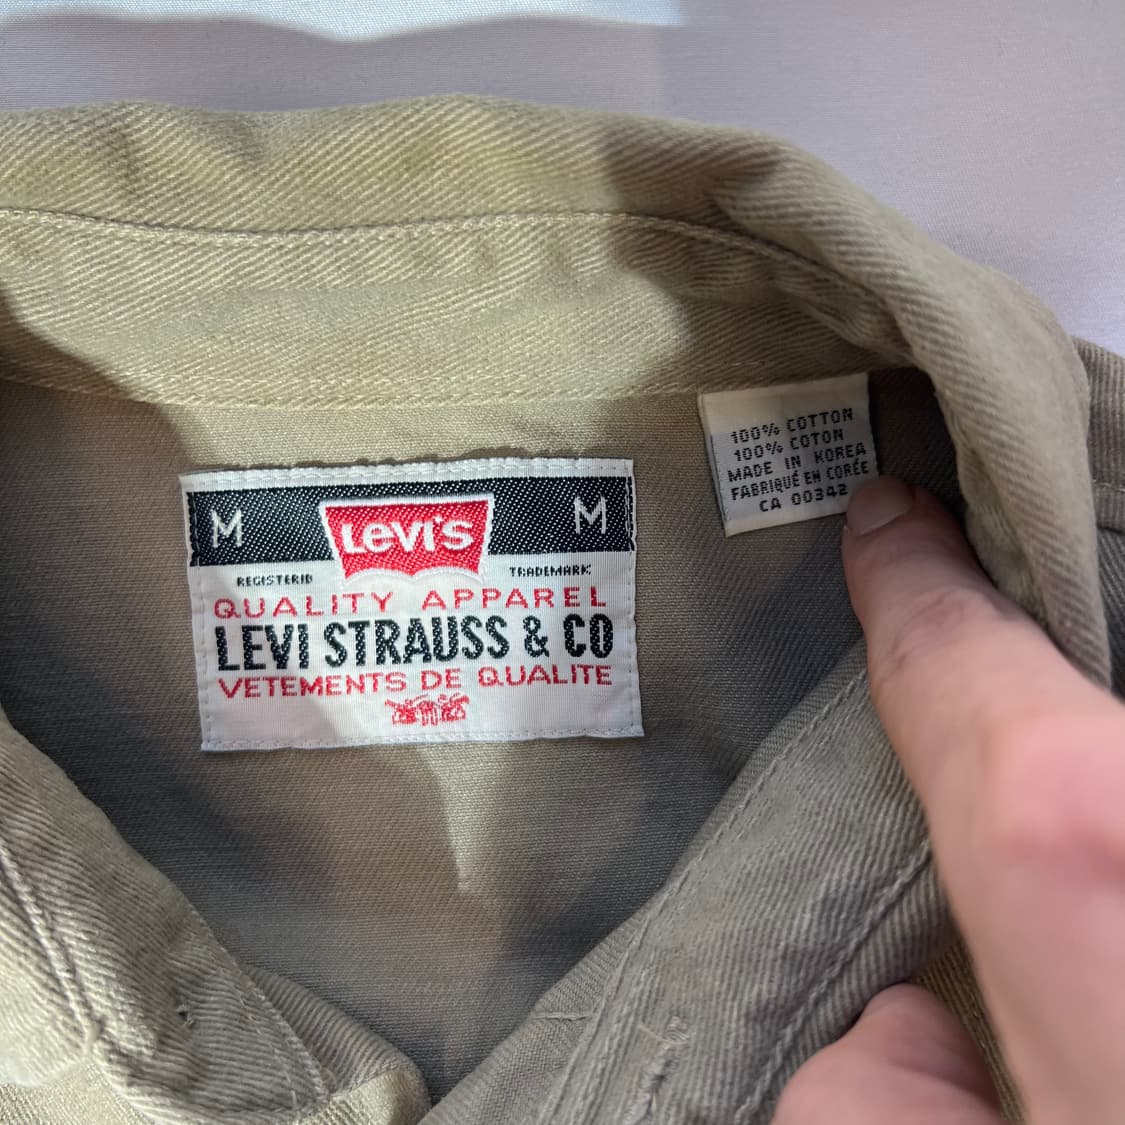 100% COTTON
100% COTON
MADE IN KOREA
FABRIQUÉ EN CORÉE
CA 00342
M LEVI'S M
REGISTERID TRADEMARK
QUALITY APPAREL
LEVI STRAUSS & CO
VETEMENTS DE QUALITE